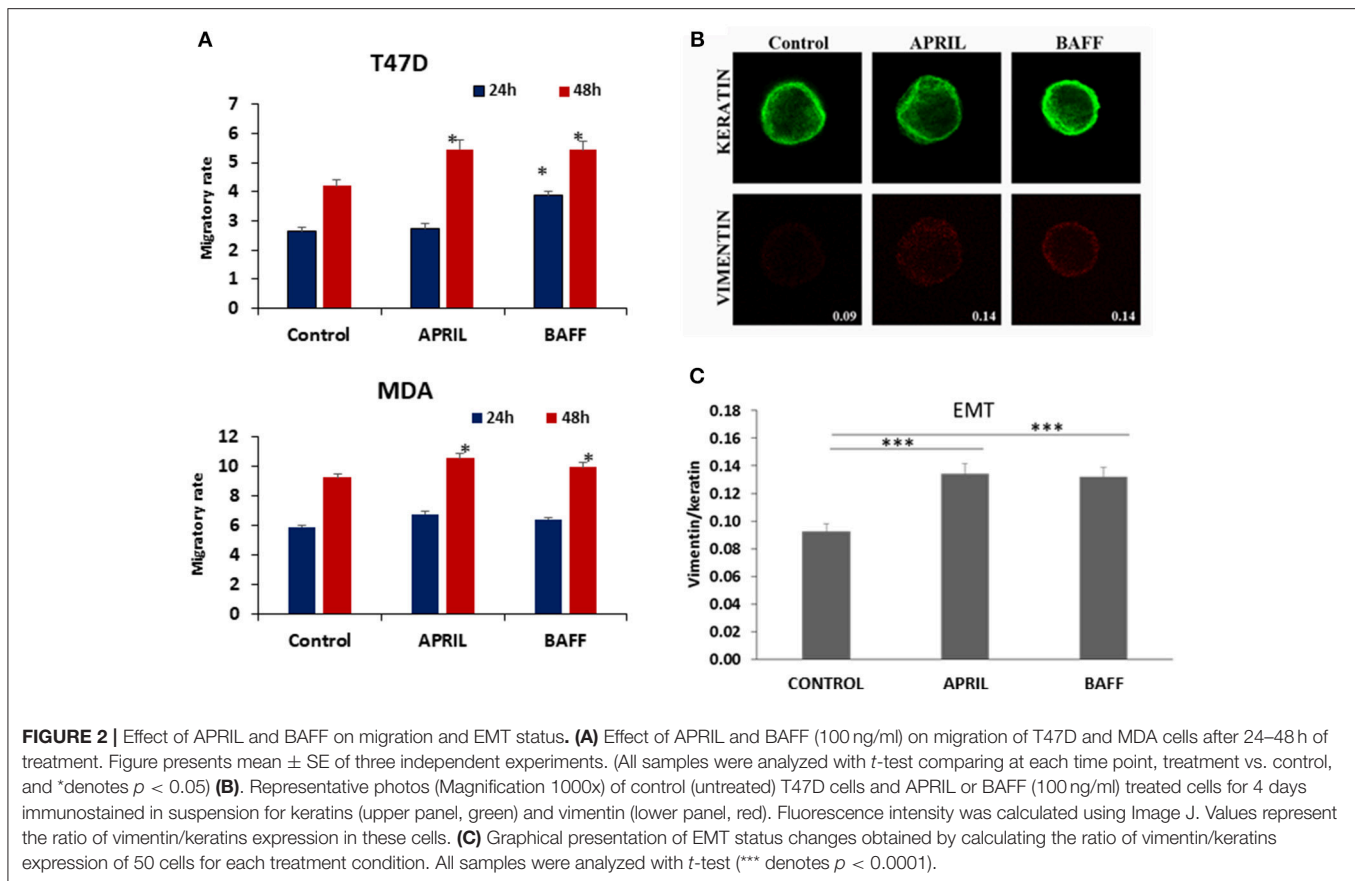 A
T47D
24h 48h
Migratory rate
7
6
5
4
3
2
1
0
* * *
Control APRIL BAFF
MDA
24h 48h
Migratory rate
12
10
8
6
4
2
0
* *
Control APRIL BAFF
B
Control APRIL BAFF
KERATIN
VIMENTIN
0.09 0.14 0.14
C
EMT
Vimentin/keratin
0.18
0.16
0.14
0.12
0.10
0.08
0.06
0.04
0.02
0.00
*** ***
CONTROL APRIL BAFF
FIGURE 2 | Effect of APRIL and BAFF on migration and EMT status. (A) Effect of APRIL and BAFF (100 ng/ml) on migration of T47D and MDA cells after 24–48 h of
treatment. Figure presents mean ± SE of three independent experiments. (All samples were analyzed with t-test comparing at each time point, treatment vs. control,
and *denotes p < 0.05) (B). Representative photos (Magnification 1000x) of control (untreated) T47D cells and APRIL or BAFF (100 ng/ml) treated cells for 4 days
immunostained in suspension for keratins (upper panel, green) and vimentin (lower panel, red). Fluorescence intensity was calculated using Image J. Values represent
the ratio of vimentin/keratins expression in these cells. (C) Graphical presentation of EMT status changes obtained by calculating the ratio of vimentin/keratins
expression of 50 cells for each treatment condition. All samples were analyzed with t-test (*** denotes p < 0.0001).